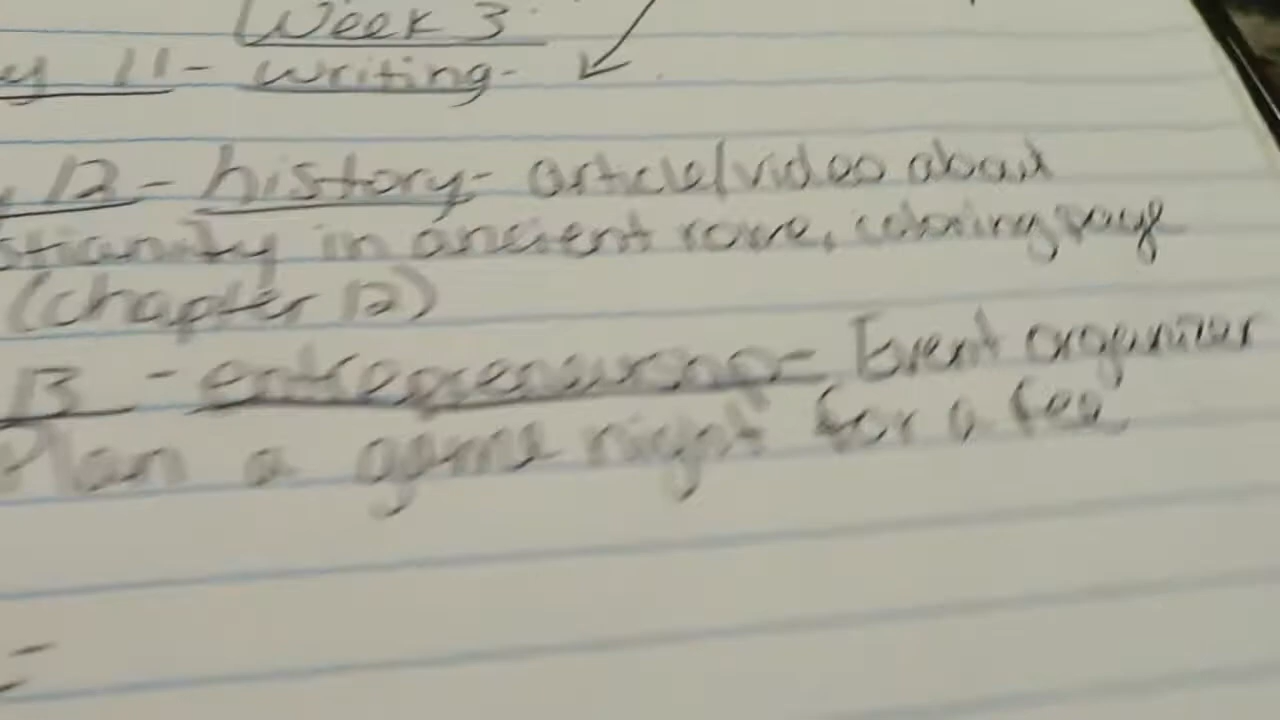 Week 3
y 11 - writing-
12 - history- article/video about
stianity in ancient rome, coloring page
(chapter 12)
13 - entrepreneurship - Event organizer
Plan a game night for a fee